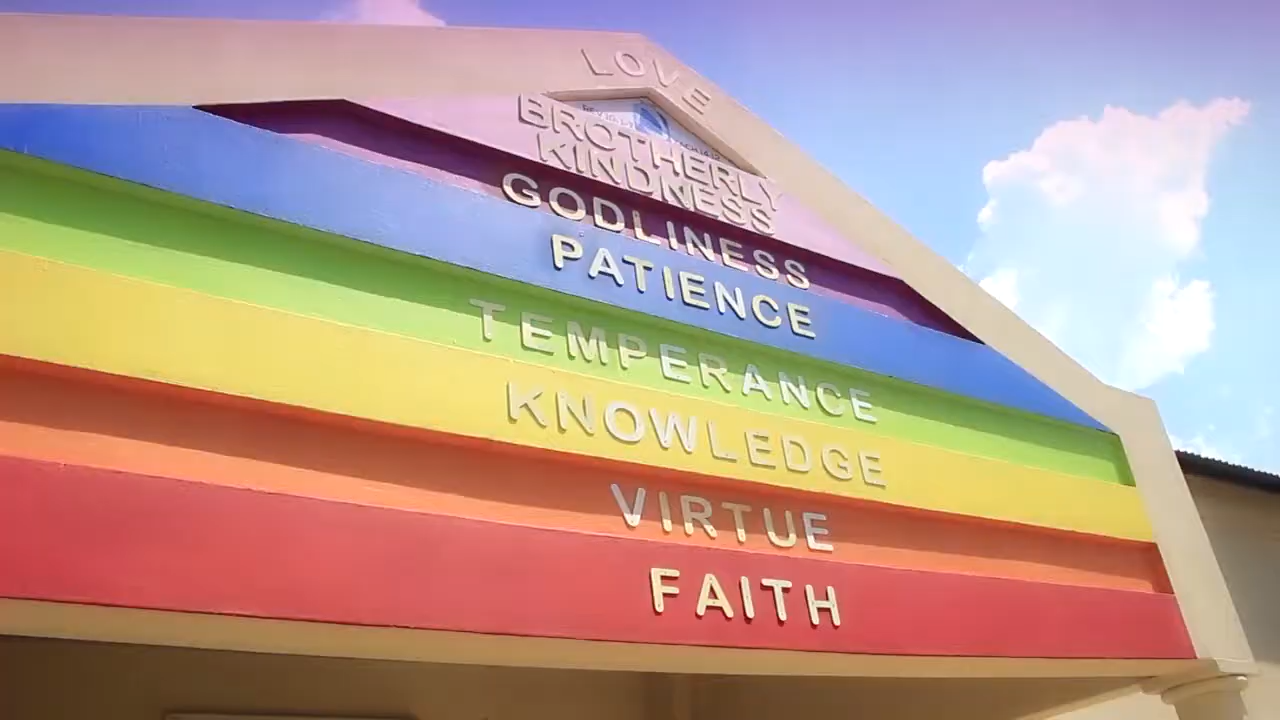 LOVE
BROTHERLY
KINDNESS
GODLINESS
PATIENCE
TEMPERANCE
KNOWLEDGE
VIRTUE
FAITH